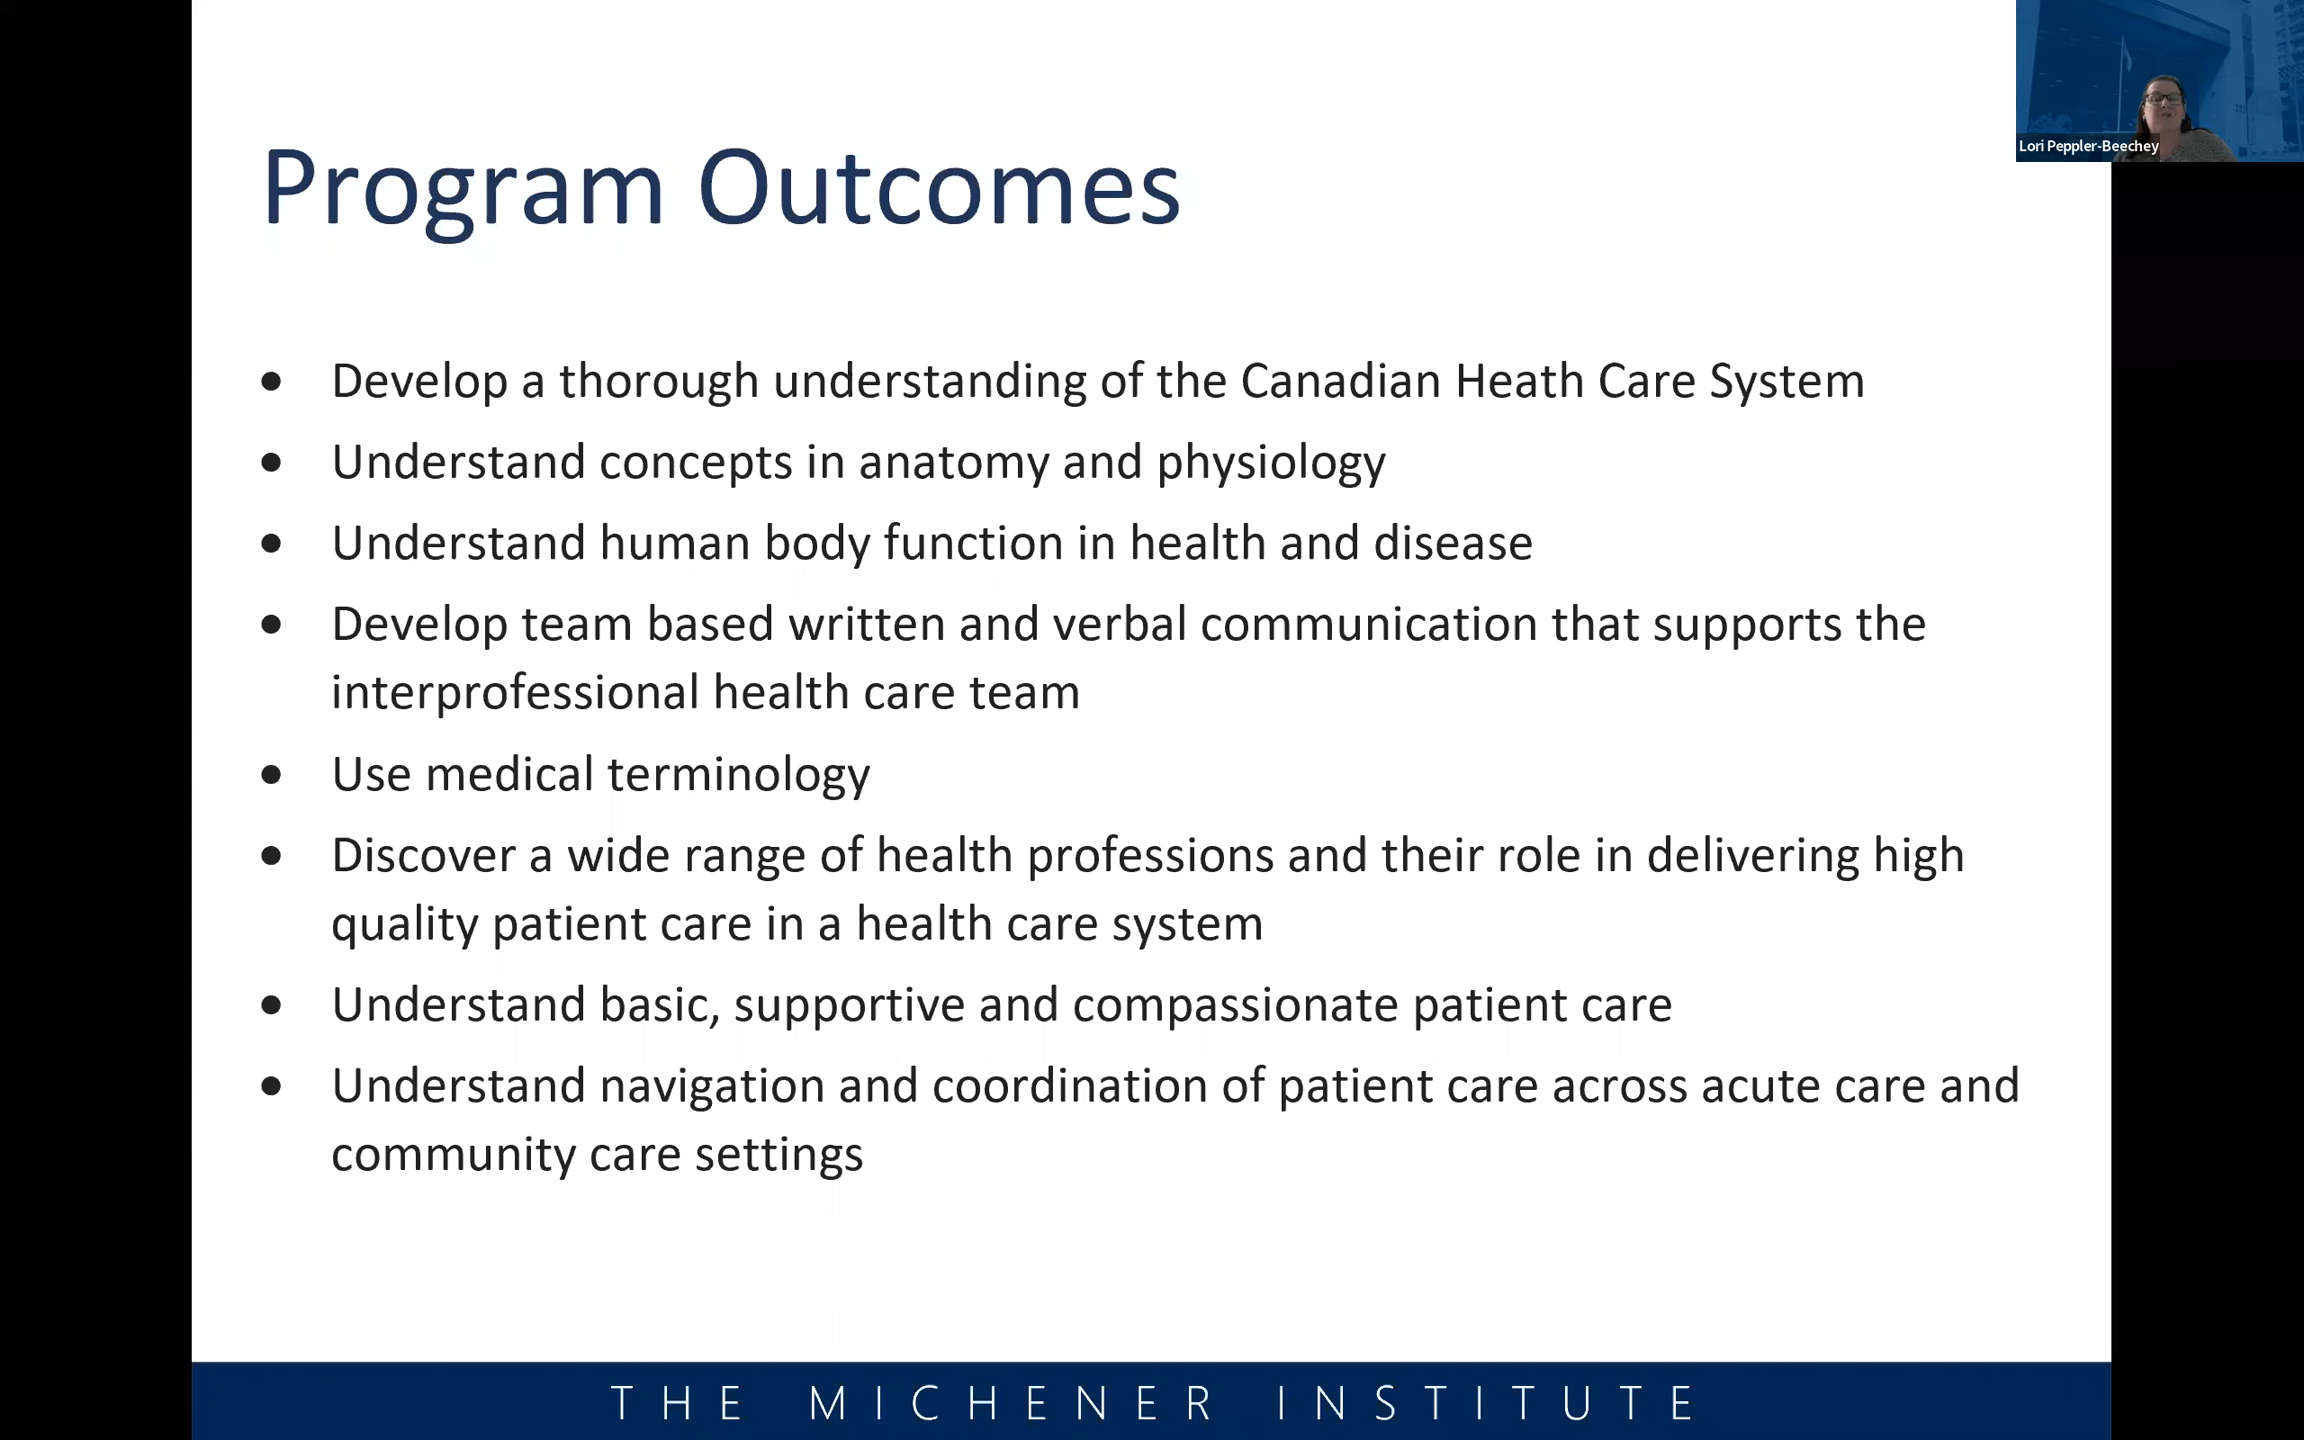 Lori Peppler-Beechey
Program Outcomes
• Develop a thorough understanding of the Canadian Heath Care System
• Understand concepts in anatomy and physiology
• Understand human body function in health and disease
• Develop team based written and verbal communication that supports the
interprofessional health care team
• Use medical terminology
• Discover a wide range of health professions and their role in delivering high
quality patient care in a health care system
• Understand basic, supportive and compassionate patient care
• Understand navigation and coordination of patient care across acute care and
community care settings
THE MICHENER INSTITUTE